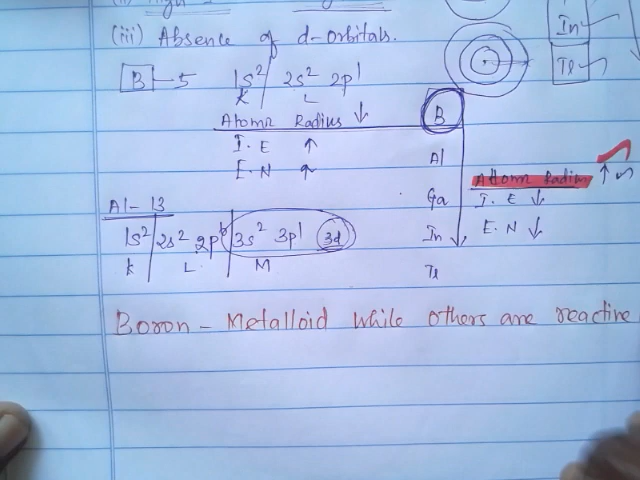 (iii) Absence of d-orbitals.
In
Tl
B - 5 1s² 2s² 2p¹
K L
Atomic Radius ↓
B
I. E ↑
E. N ↑
Al
Atomic Radius ↑
Ga
I. E ↓
Al - 13
E. N ↓
1s² 2s² 2p⁶ 3s² 3p¹ 3d
In
K L M
Tl
Boron - Metalloid while others are reactive